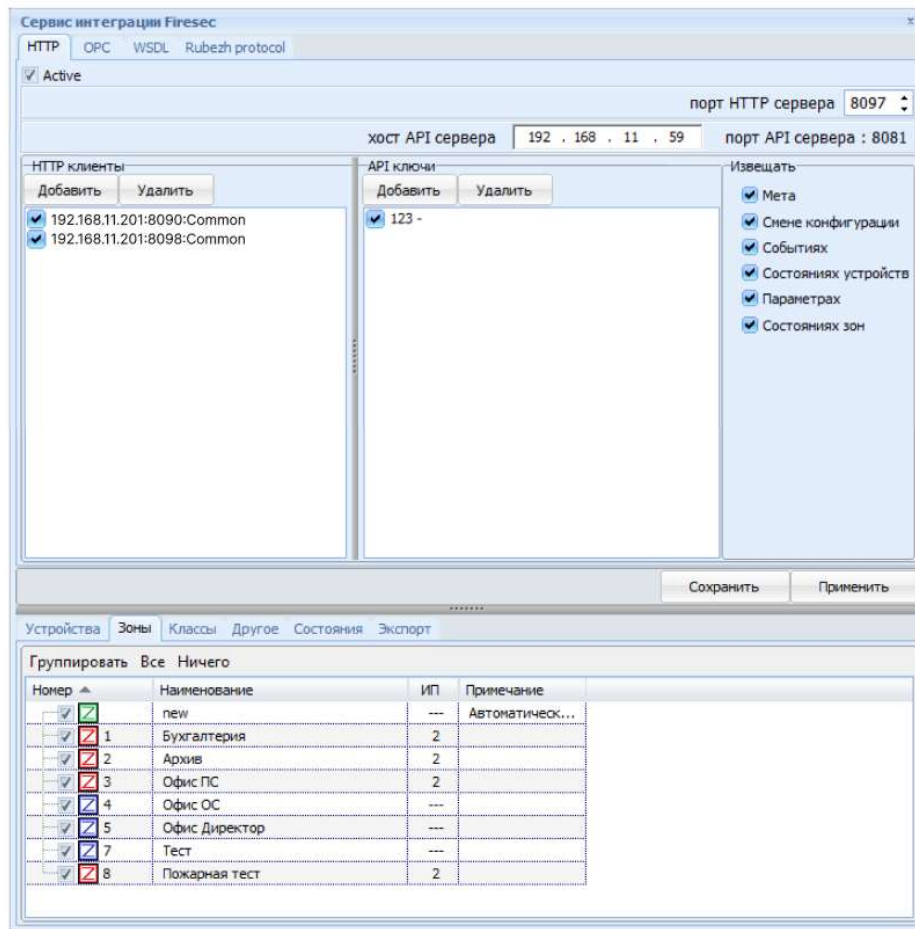 Сервис интеграции Firesec
HTTP OPC WSDL Rubezh protocol
Active
порт HTTP сервера 8097
хост API сервера 192 . 168 . 11 . 59 порт API сервера : 8081
HTTP клиенты API ключи Извещать
Добавить Удалить Добавить Удалить
192.168.11.201:8090:Common 123 -
192.168.11.201:8098:Common
Мета
Смене конфигурации
Событиях
Состояниях устройств
Параметрах
Состояниях зон
Сохранить Применить
Устройства Зоны Классы Другое Состояния Экспорт
Группировать Все Ничего
Номер Наименование ИП Примечание
new --- Автоматическ...
1 Бухгалтерия 2
2 Архив 2
3 Офис ПС 2
4 Офис ОС ---
5 Офис Директор ---
7 Тест ---
8 Пожарная тест 2